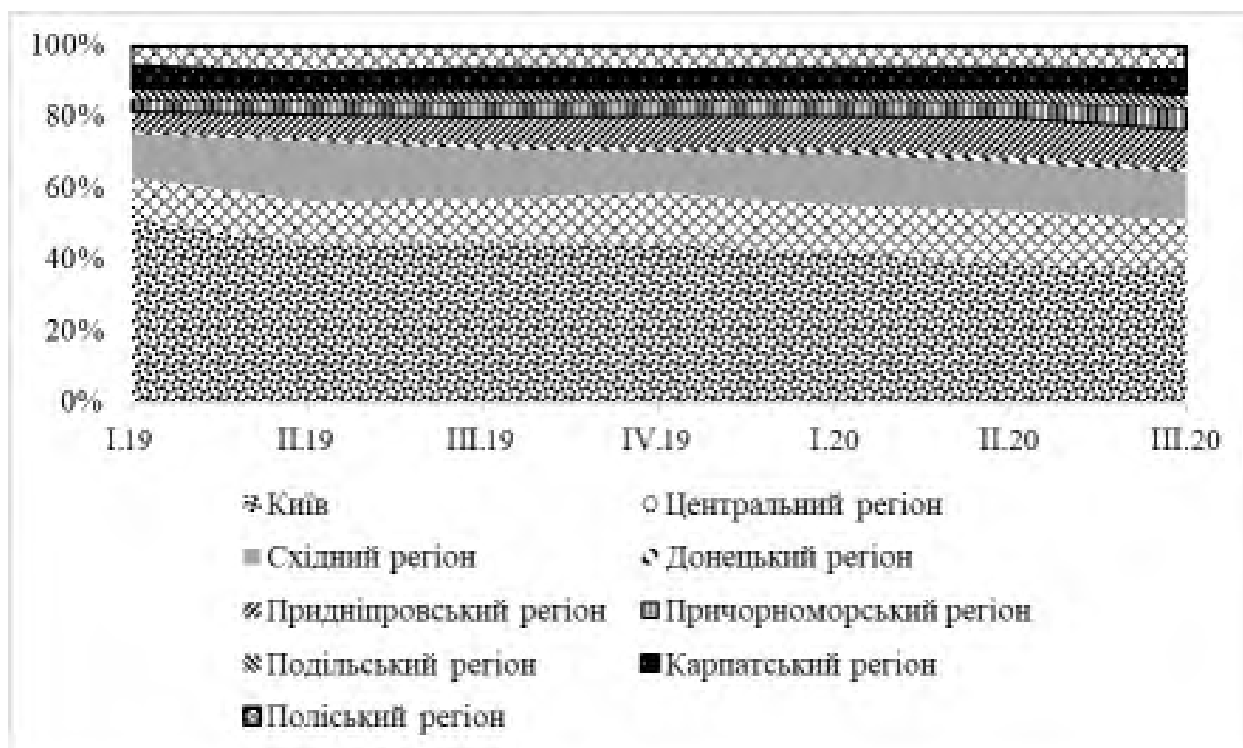 100%
80%
60%
40%
20%
0%
I.19 II.19 III.19 IV.19 I.20 II.20 III.20
Київ Центральний регіон
Східний регіон Донецький регіон
Придніпровський регіон Причорноморський регіон
Подільський регіон Карпатський регіон
Поліський регіон